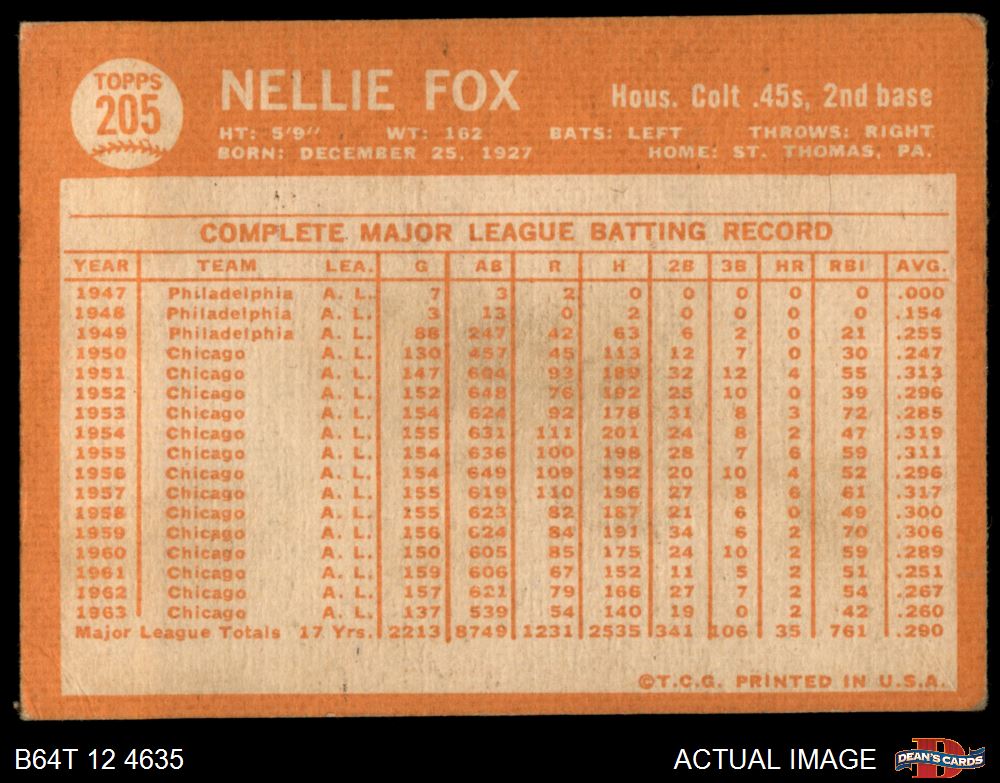 TOPPS
205
NELLIE FOX
Hous. Colt .45s, 2nd base
HT: 5'9" WT: 162 BATS: LEFT THROWS: RIGHT
BORN: DECEMBER 25, 1927 HOME: ST. THOMAS, PA.
COMPLETE MAJOR LEAGUE BATTING RECORD
YEAR TEAM LEA. G AB R H 2B 3B HR RBI AVG.
1947 Philadelphia A. L. 7 3 2 0 0 0 0 0 .000
1948 Philadelphia A. L. 3 13 0 2 0 0 0 0 .154
1949 Philadelphia A. L. 88 247 42 63 6 2 0 21 .255
1950 Chicago A. L. 130 457 45 113 12 7 0 30 .247
1951 Chicago A. L. 147 604 93 189 32 12 4 55 .313
1952 Chicago A. L. 152 648 76 192 25 10 0 39 .296
1953 Chicago A. L. 154 624 92 178 31 8 3 72 .285
1954 Chicago A. L. 155 631 111 201 24 8 2 47 .319
1955 Chicago A. L. 154 636 100 198 28 7 6 59 .311
1956 Chicago A. L. 154 649 109 192 20 10 4 52 .296
1957 Chicago A. L. 155 619 110 196 27 8 6 61 .317
1958 Chicago A. L. 155 623 82 187 21 6 0 49 .300
1959 Chicago A. L. 156 624 84 191 34 6 2 70 .306
1960 Chicago A. L. 150 605 85 175 24 10 2 59 .289
1961 Chicago A. L. 159 606 67 152 11 5 2 51 .251
1962 Chicago A. L. 157 621 79 166 27 7 2 54 .267
1963 Chicago A. L. 137 539 54 140 19 0 2 42 .260
Major League Totals 17 Yrs. 2213 8749 1231 2535 341 106 35 761 .290
©T.C.G. PRINTED IN U.S.A.
B64T 12 4635 ACTUAL IMAGE
D
DEAN'S CARDS